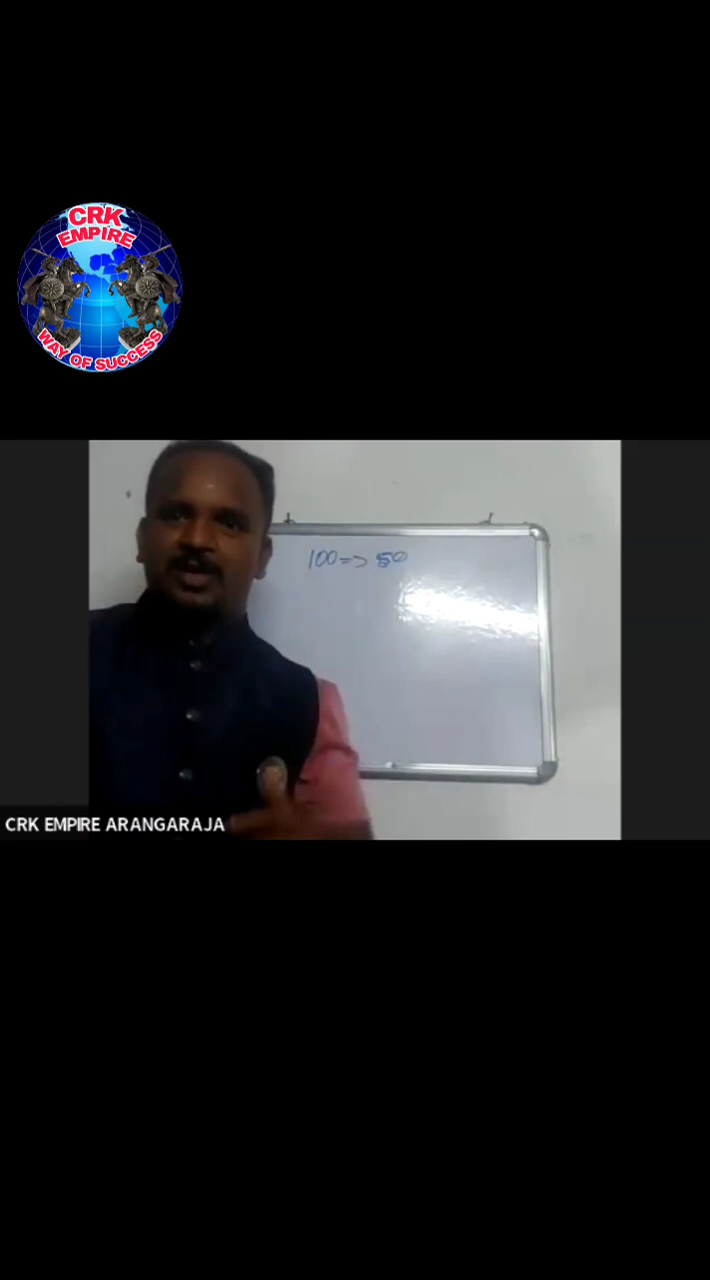 CRK
EMPIRE
WAY OF SUCCESS
100 => 50
CRK EMPIRE ARANGARAJA